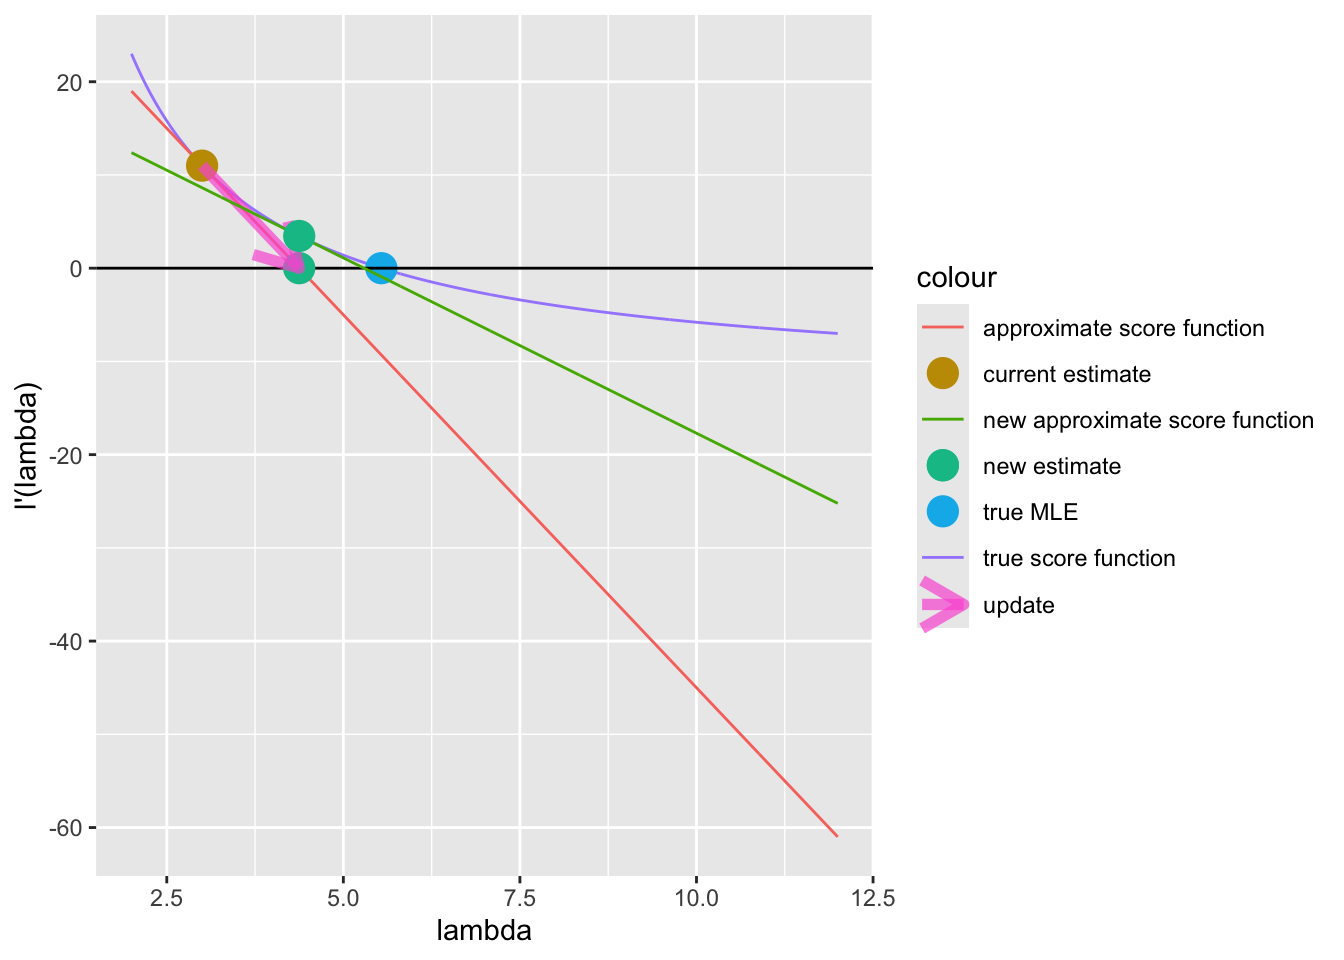 20
0
-20
-40
-60
l'(lambda)
2.5
5.0
7.5
10.0
12.5
lambda
colour
approximate score function
current estimate
new approximate score function
new estimate
true MLE
true score function
update